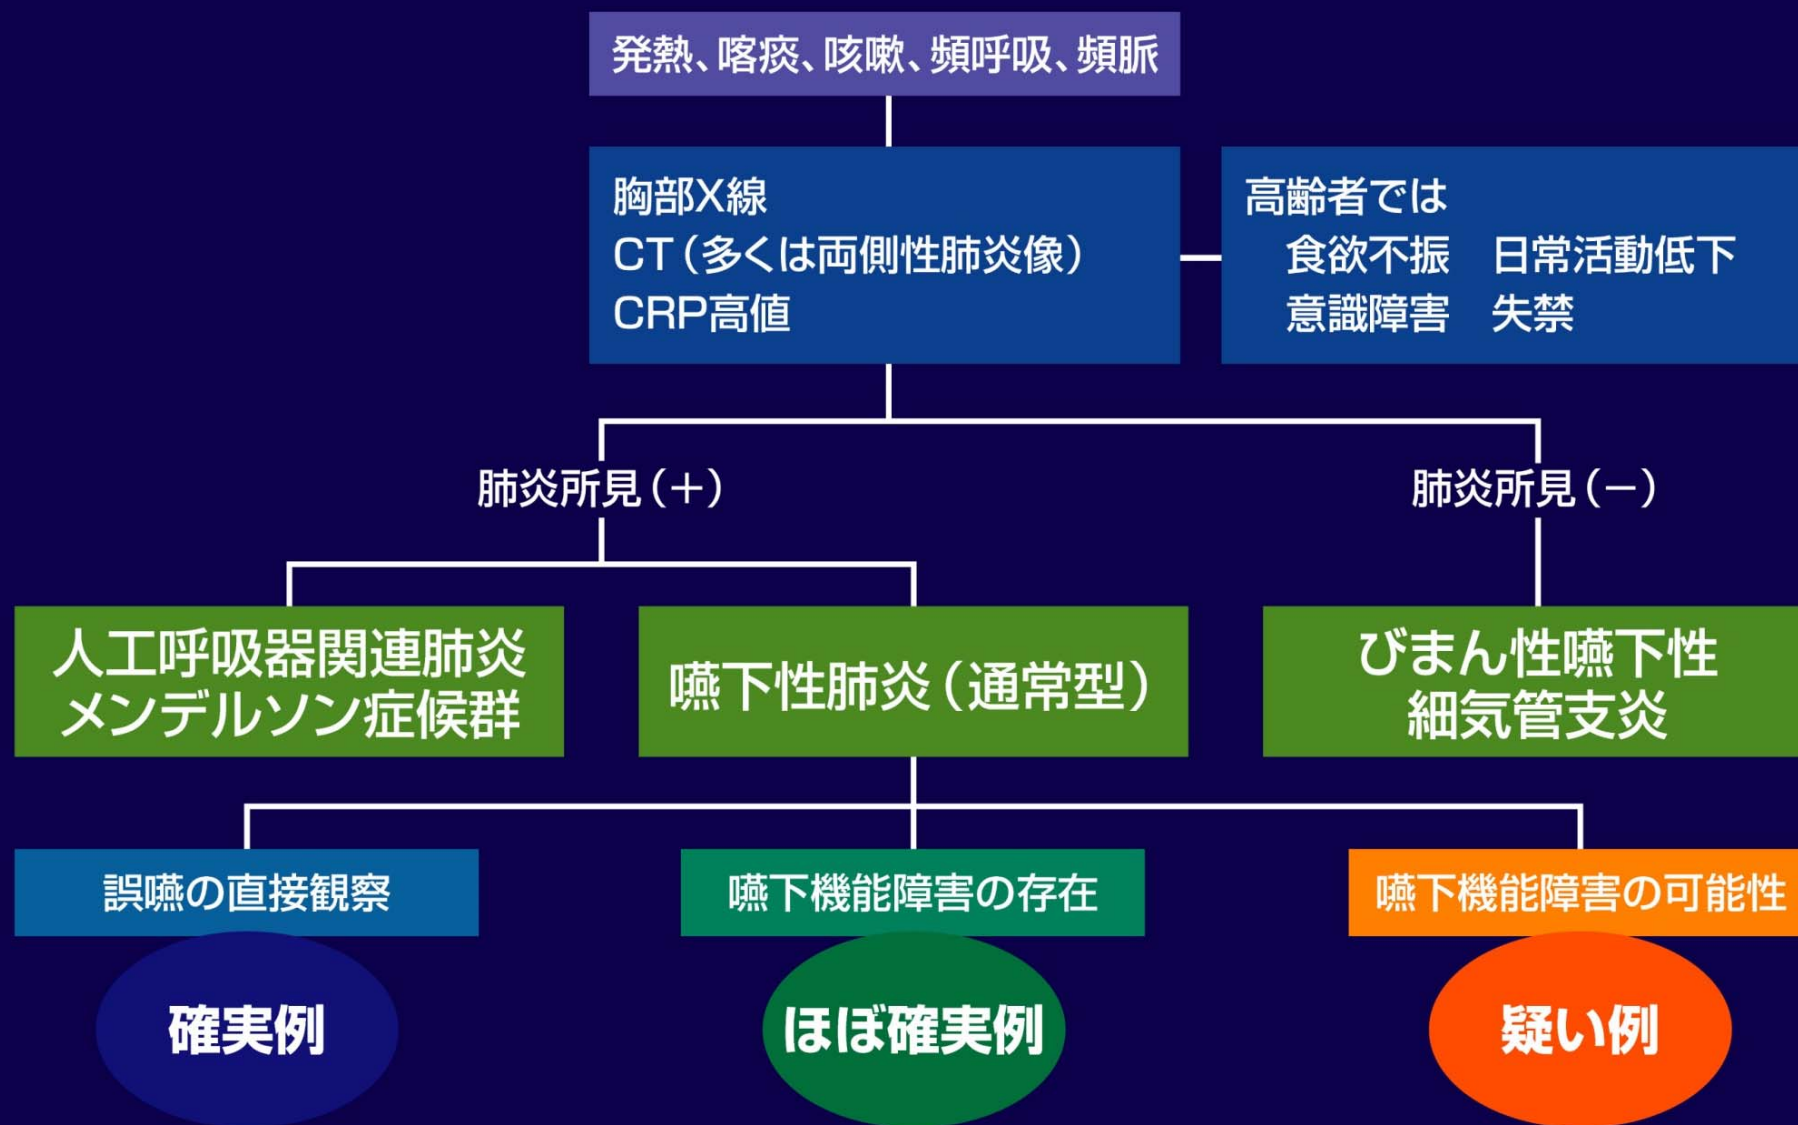 発熱、喀痰、咳嗽、頻呼吸、頻脈
胸部X線
CT(多くは両側性肺炎像)
CRP高値
高齢者では
食欲不振　日常活動低下
意識障害　失禁
肺炎所見(+)
肺炎所見(−)
人工呼吸器関連肺炎
メンデルソン症候群
嚥下性肺炎(通常型)
びまん性嚥下性
細気管支炎
誤嚥の直接観察
嚥下機能障害の存在
嚥下機能障害の可能性
確実例
ほぼ確実例
疑い例